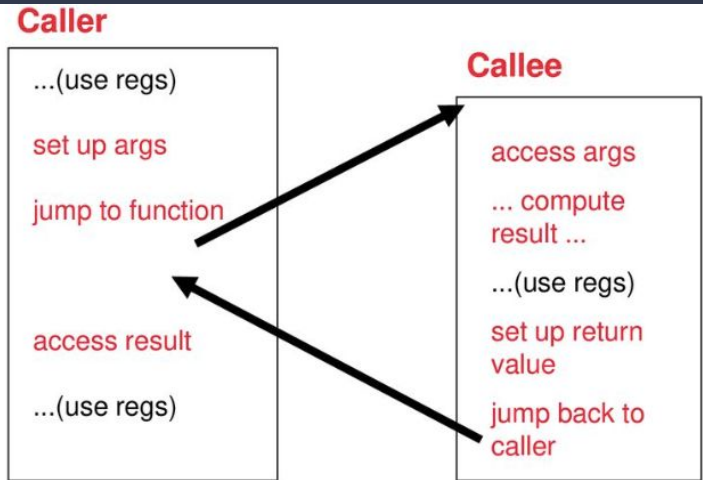 Caller
...(use regs)
set up args
jump to function
access result
...(use regs)
Callee
access args
... compute
result ...
...(use regs)
set up return
value
jump back to
caller